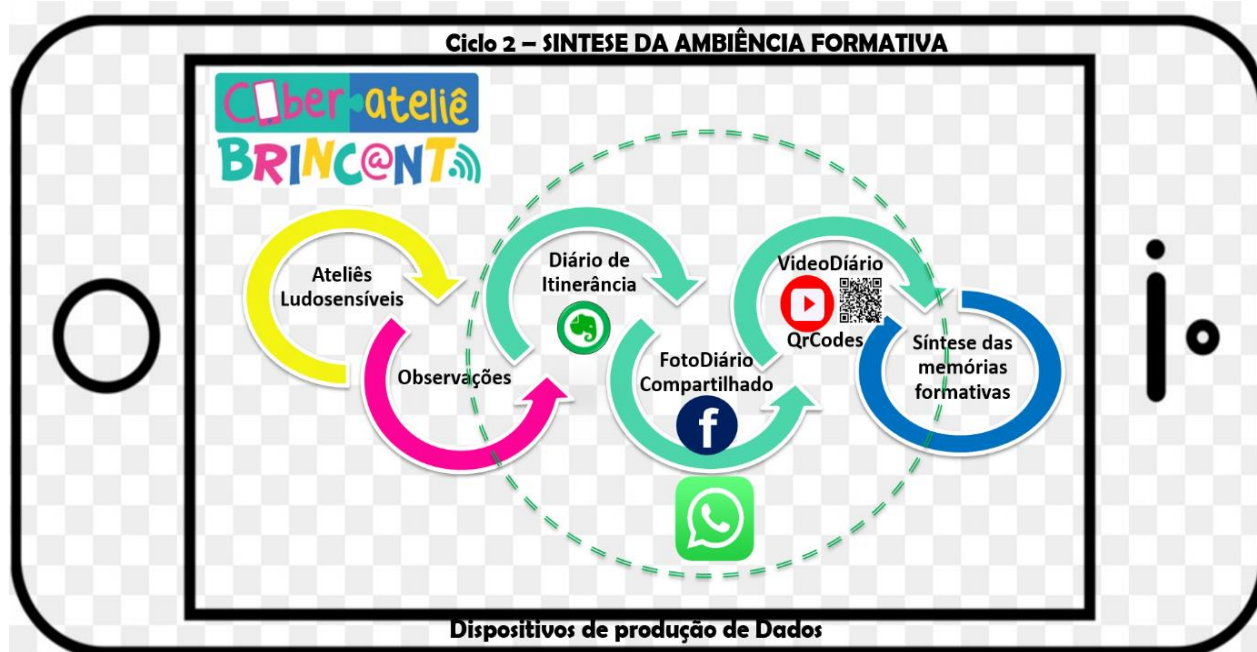 Ciclo 2 – SINTESE DA AMBIÊNCIA FORMATIVA
Ciber ateliê
BRINC@NT
Ateliês
Ludosensíveis
Observações
Diário de
Itinerância
FotoDiário
Compartilhado
f
VideoDíário
QrCodes
Síntese das
memórias
formativas
Dispositivos de produção de Dados